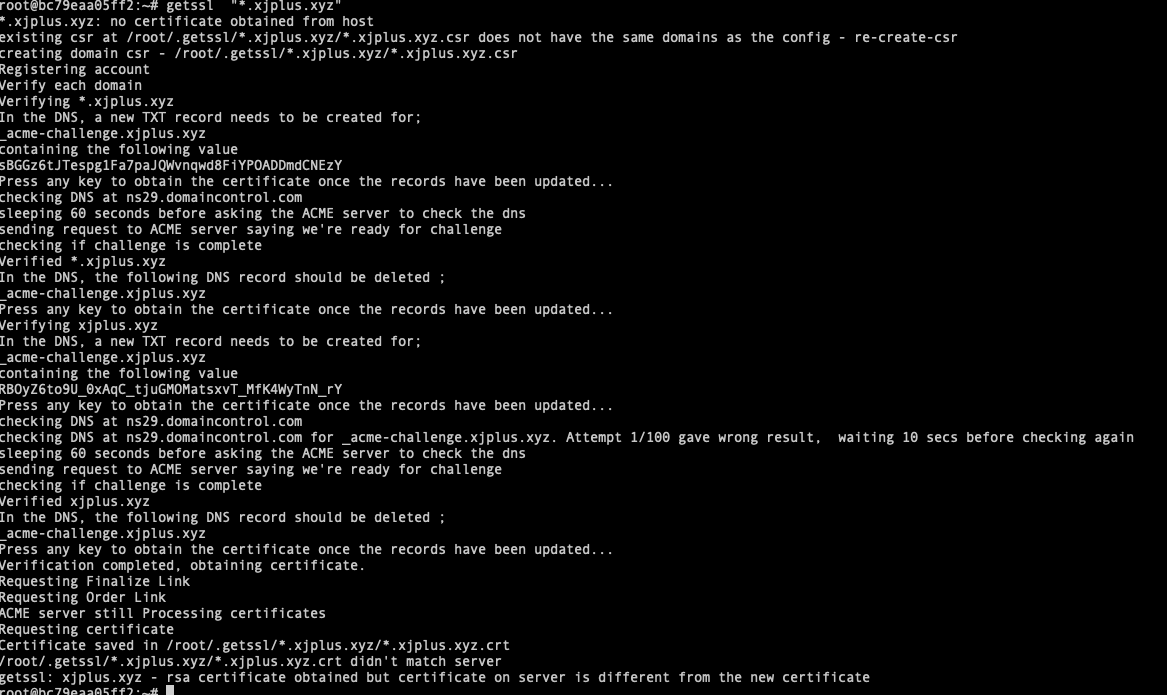 root@bc79eaa05ff2:~# getssl  "*.xjplus.xyz"
*.xjplus.xyz: no certificate obtained from host
existing csr at /root/.getssl/*.xjplus.xyz/*.xjplus.xyz.csr does not have the same domains as the config - re-create-csr
creating domain csr - /root/.getssl/*.xjplus.xyz/*.xjplus.xyz.csr
Registering account
Verify each domain
Verifying *.xjplus.xyz
In the DNS, a new TXT record needs to be created for;
_acme-challenge.xjplus.xyz
containing the following value
sBGGz6tJTespg1Fa7paJQWvnqwd8FiYPOADDmdCNEzY
Press any key to obtain the certificate once the records have been updated...
checking DNS at ns29.domaincontrol.com
sleeping 60 seconds before asking the ACME server to check the dns
sending request to ACME server saying we're ready for challenge
checking if challenge is complete
Verified *.xjplus.xyz
In the DNS, the following DNS record should be deleted ;
_acme-challenge.xjplus.xyz
Press any key to obtain the certificate once the records have been updated...
Verifying xjplus.xyz
In the DNS, a new TXT record needs to be created for;
_acme-challenge.xjplus.xyz
containing the following value
RBOyZ6to9U_0xAqC_tjuGMOMatsxvT_MfK4WyTnN_rY
Press any key to obtain the certificate once the records have been updated...
checking DNS at ns29.domaincontrol.com
checking DNS at ns29.domaincontrol.com for _acme-challenge.xjplus.xyz. Attempt 1/100 gave wrong result,  waiting 10 secs before checking again
sleeping 60 seconds before asking the ACME server to check the dns
sending request to ACME server saying we're ready for challenge
checking if challenge is complete
Verified xjplus.xyz
In the DNS, the following DNS record should be deleted ;
_acme-challenge.xjplus.xyz
Press any key to obtain the certificate once the records have been updated...
Verification completed, obtaining certificate.
Requesting Finalize Link
Requesting Order Link
ACME server still Processing certificates
Requesting certificate
Certificate saved in /root/.getssl/*.xjplus.xyz/*.xjplus.xyz.crt
/root/.getssl/*.xjplus.xyz/*.xjplus.xyz.crt didn't match server
getssl: xjplus.xyz - rsa certificate obtained but certificate on server is different from the new certificate
root@bc79eaa05ff2:~#